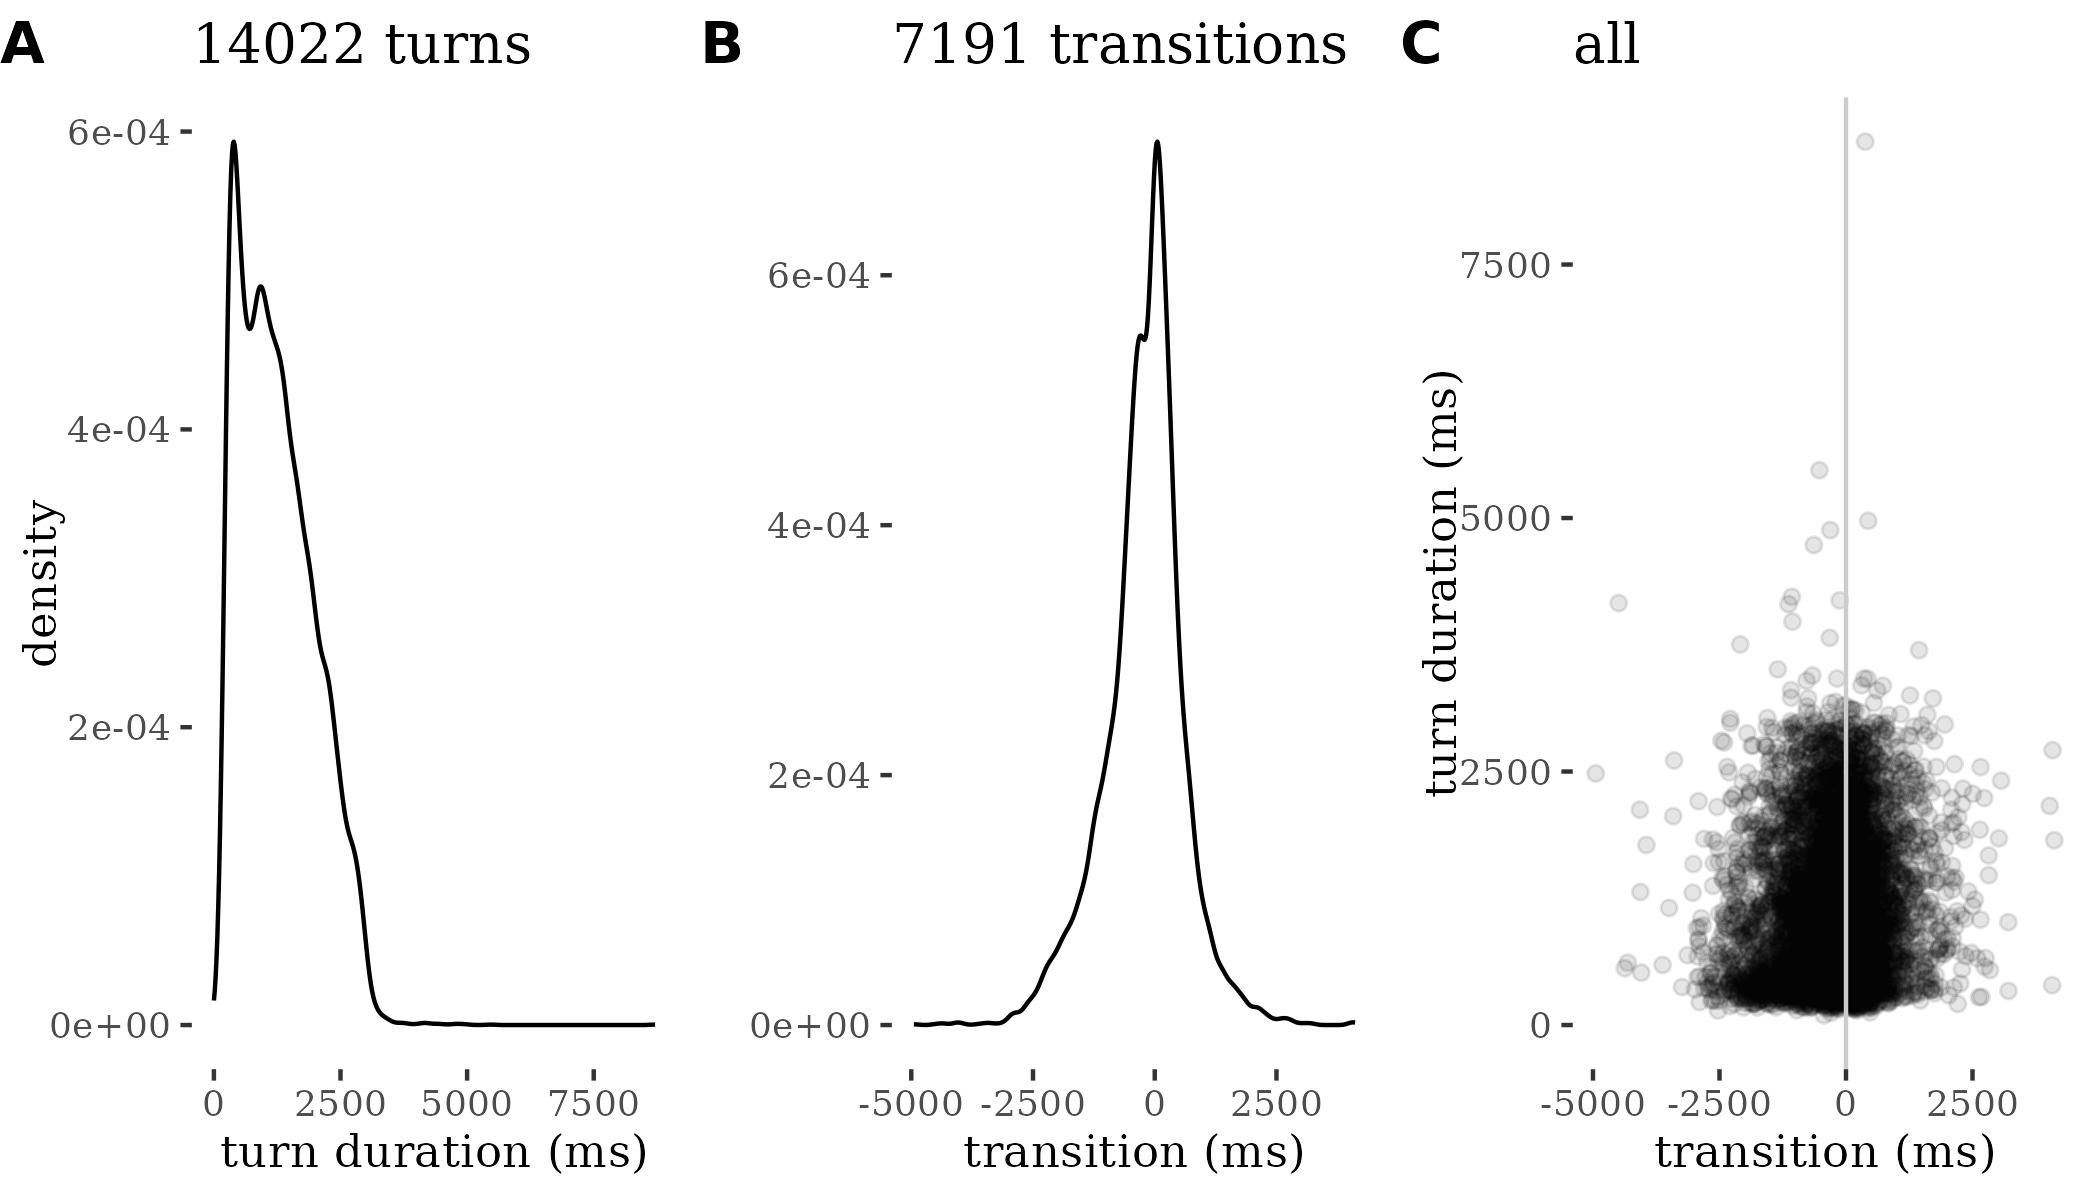 A 14022 turns
6e-04
4e-04
2e-04
0e+00
density
0 2500 5000 7500
turn duration (ms)
B 7191 transitions
6e-04
4e-04
2e-04
0e+00
-5000 -2500 0 2500
transition (ms)
C all
7500
5000
2500
0
turn duration (ms)
-5000 -2500 0 2500
transition (ms)